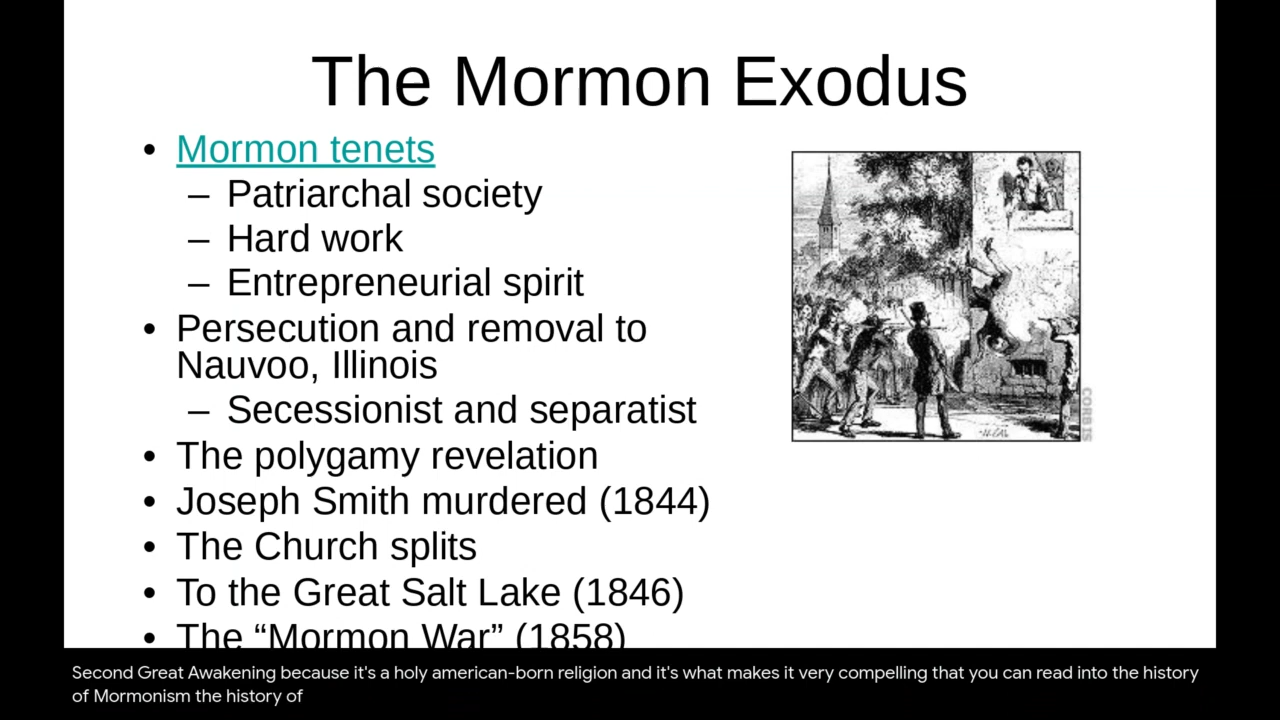 The Mormon Exodus
• Mormon tenets
– Patriarchal society
– Hard work
– Entrepreneurial spirit
• Persecution and removal to
Nauvoo, Illinois
– Secessionist and separatist
• The polygamy revelation
• Joseph Smith murdered (1844)
• The Church splits
• To the Great Salt Lake (1846)
• The “Mormon War” (1858)
CORBIS
Second Great Awakening because it's a holy american-born religion and it's what makes it very compelling that you can read into the history
of Mormonism the history of